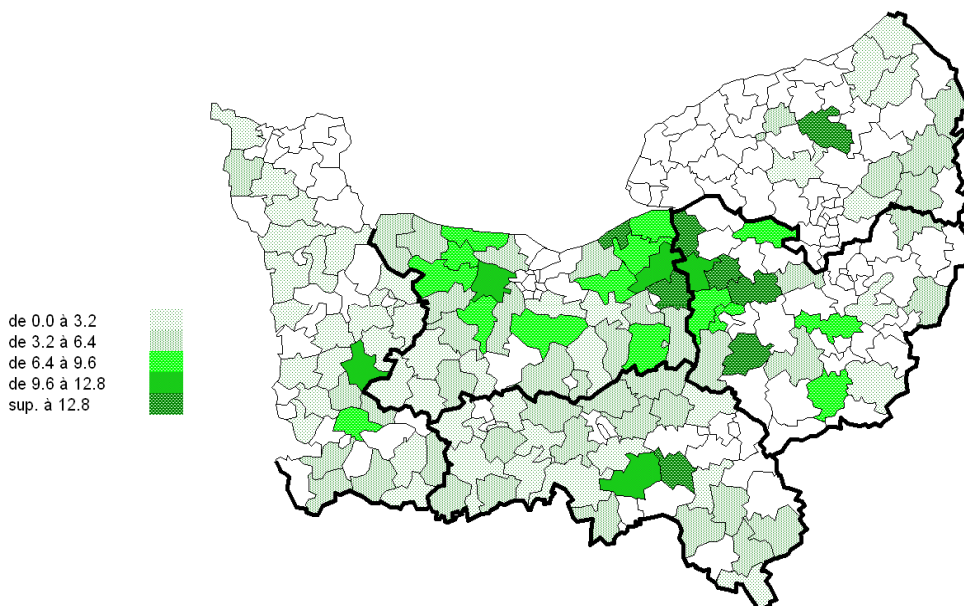 de 0.0 à 3.2
de 3.2 à 6.4
de 6.4 à 9.6
de 9.6 à 12.8
sup. à 12.8